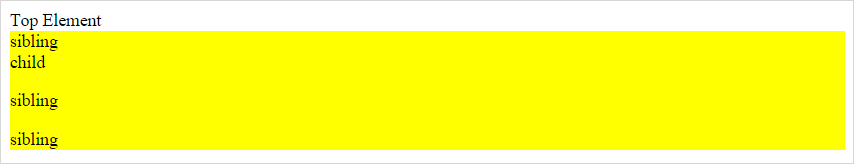 Top Element
sibling
child
sibling
sibling